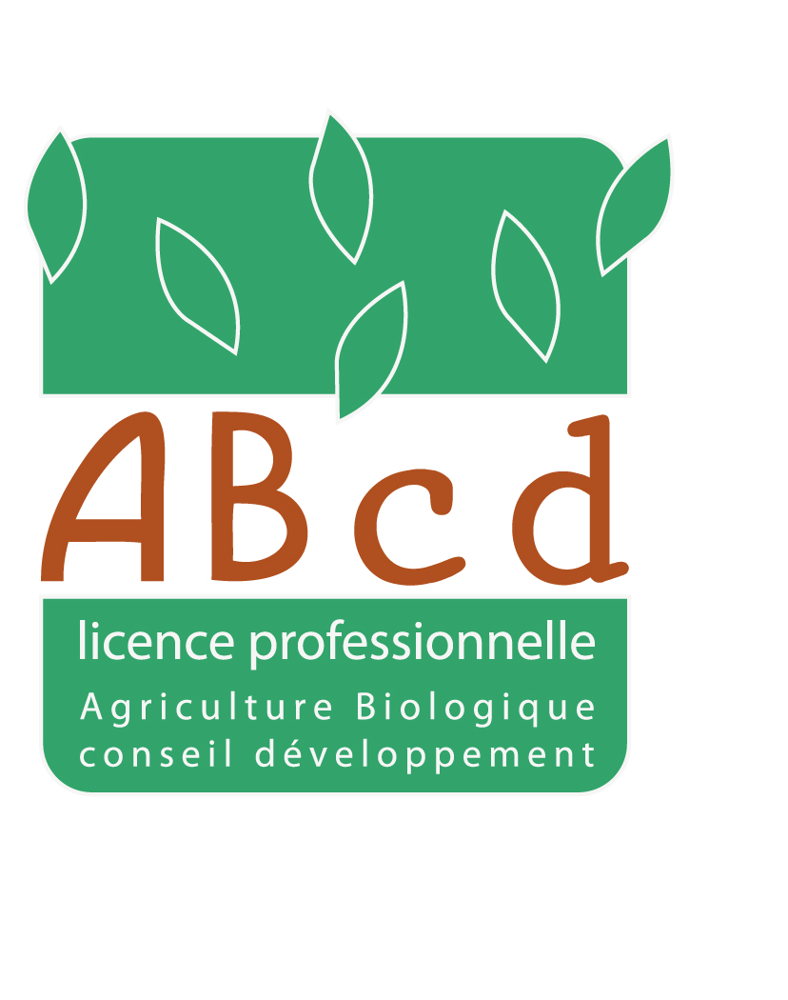 ABcd
licence professionnelle
Agriculture Biologique
conseil développement